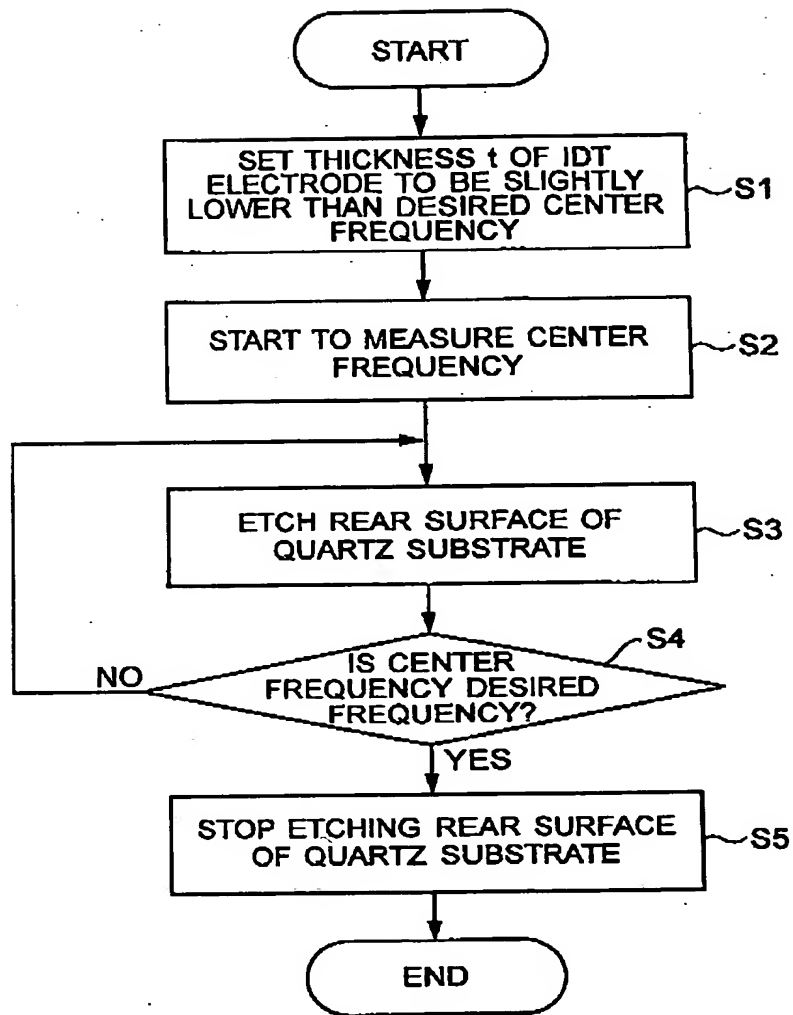 START
SET THICKNESS t OF IDT
ELECTRODE TO BE SLIGHTLY
LOWER THAN DESIRED CENTER
FREQUENCY
S1
START TO MEASURE CENTER
FREQUENCY
S2
ETCH REAR SURFACE OF
QUARTZ SUBSTRATE
S3
S4
IS CENTER
FREQUENCY DESIRED
FREQUENCY?
NO
YES
STOP ETCHING REAR SURFACE
OF QUARTZ SUBSTRATE
S5
END